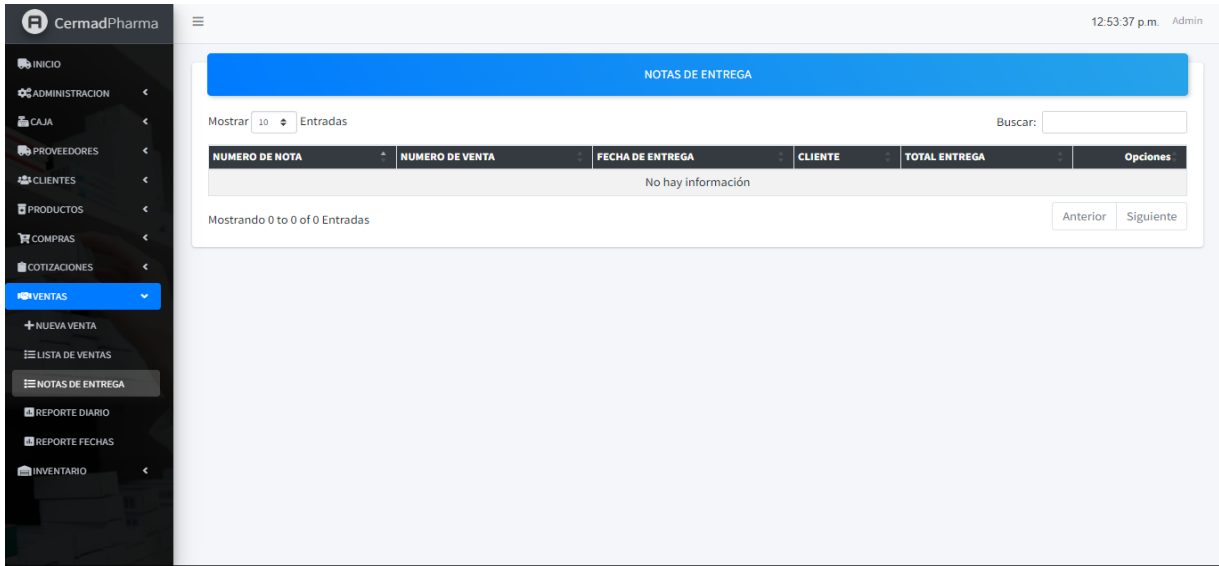 CermadPharma
12:53:37 p.m. Admin
INICIO
ADMINISTRACION
CAJA
PROVEEDORES
CLIENTES
PRODUCTOS
COMPRAS
COTIZACIONES
VENTAS
NUEVA VENTA
LISTA DE VENTAS
NOTAS DE ENTREGA
REPORTE DIARIO
REPORTE FECHAS
INVENTARIO
NOTAS DE ENTREGA
Mostrar 10 Entradas Buscar:
NUMERO DE NOTA NUMERO DE VENTA FECHA DE ENTREGA CLIENTE TOTAL ENTREGA Opciones
No hay información
Mostrando 0 to 0 of 0 Entradas Anterior Siguiente